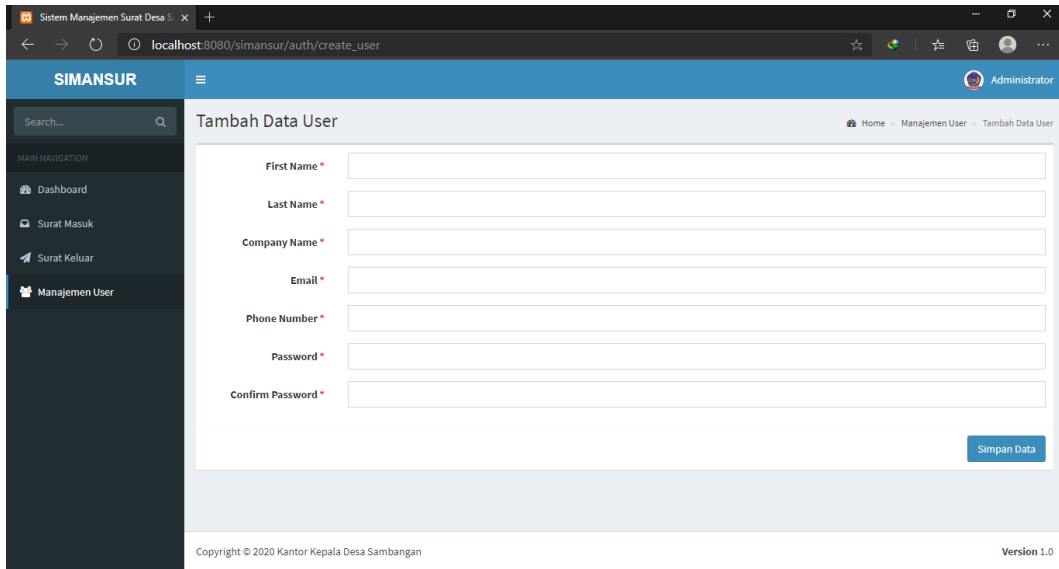 Sistem Manajemen Surat Desa S
localhost:8080/simansur/auth/create_user
SIMANSUR
Administrator
Search...
Tambah Data User
Home > Manajemen User > Tambah Data User
MAIN NAVIGATION
Dashboard
Surat Masuk
Surat Keluar
Manajemen User
First Name *
Last Name *
Company Name *
Email *
Phone Number *
Password *
Confirm Password *
Simpan Data
Copyright © 2020 Kantor Kepala Desa Sambangan
Version 1.0